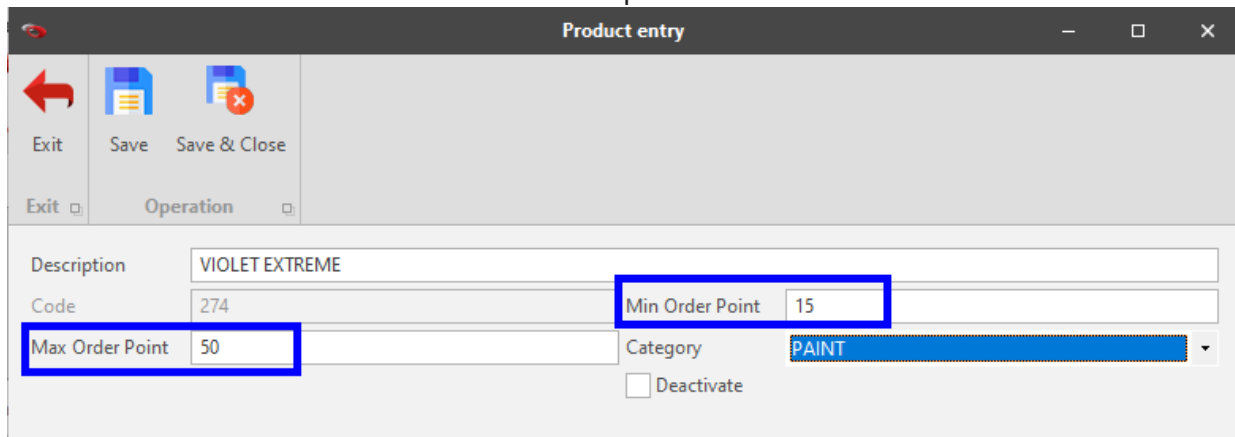 Product entry
Exit Save Save & Close
Exit Operation
Description VIOLET EXTREME
Code 274 Min Order Point 15
Max Order Point 50 Category PAINT
Deactivate